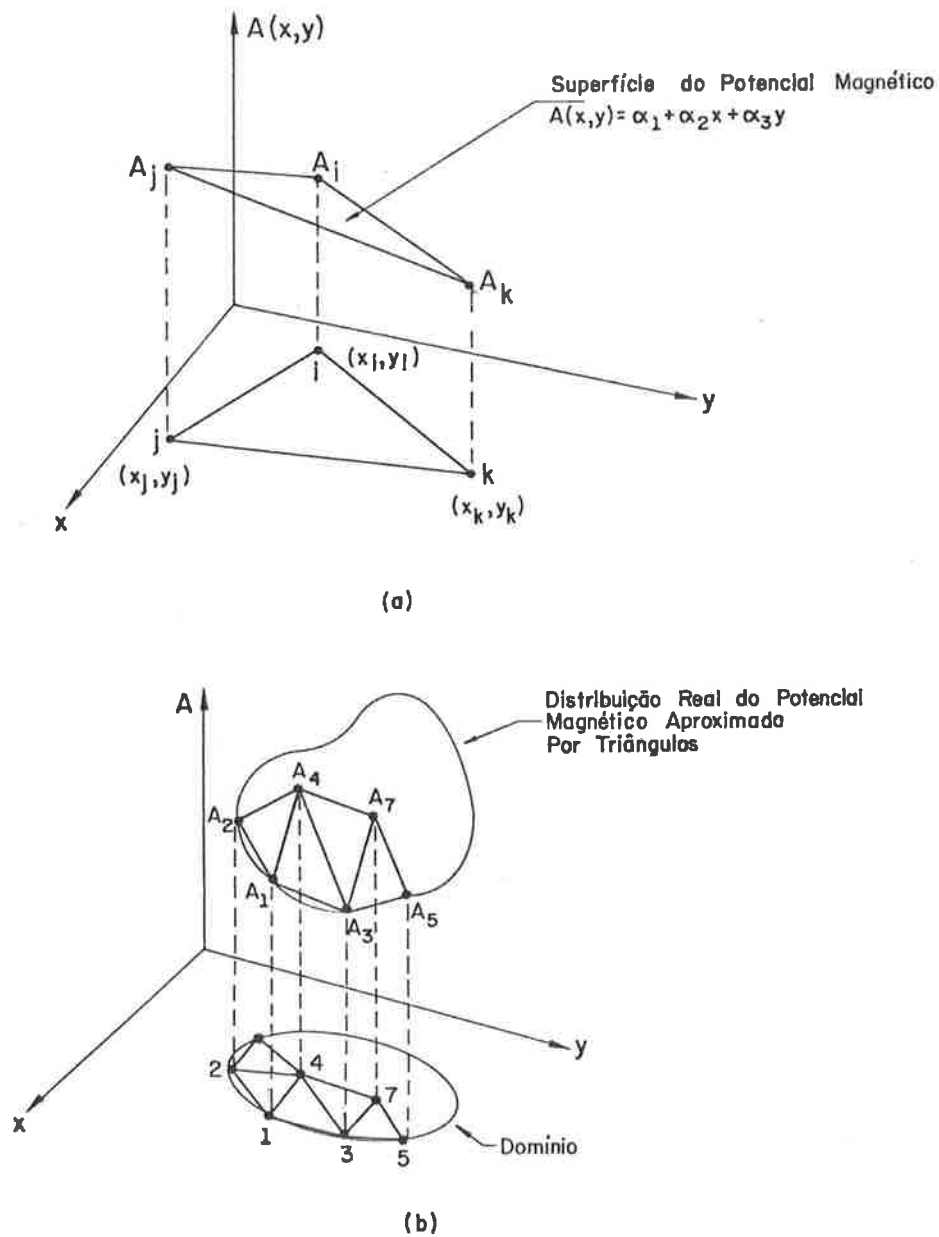 A(x,y)
Superfície do Potencial Magnético
A(x,y)=α₁+α₂x+α₃y
Aⱼ
Aᵢ
Aₖ
(xᵢ,yᵢ)
i
y
j
(xⱼ,yⱼ)
k
(xₖ,yₖ)
x
(a)
A
Distribuição Real do Potencial
Magnético Aproximada
Por Triângulos
A₄
A₇
A₂
A₁
A₅
A₃
y
2
4
7
x
1
3
5
Domínio
(b)